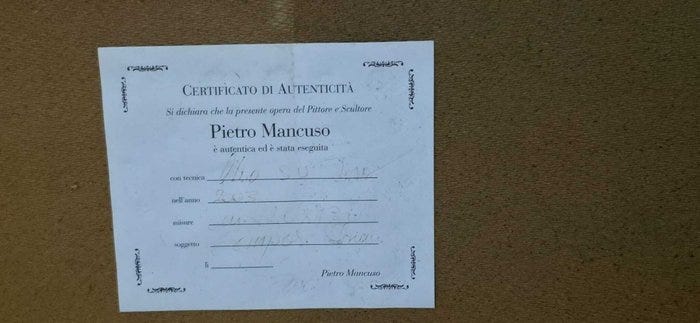 CERTIFICATO DI AUTENTICITÀ
Si dichiara che la presente opera del Pittore e Scultore
Pietro Mancuso
è autentica ed è stata eseguita
con tecnica
nell'anno
misure
soggetto
lì
Pietro Mancuso